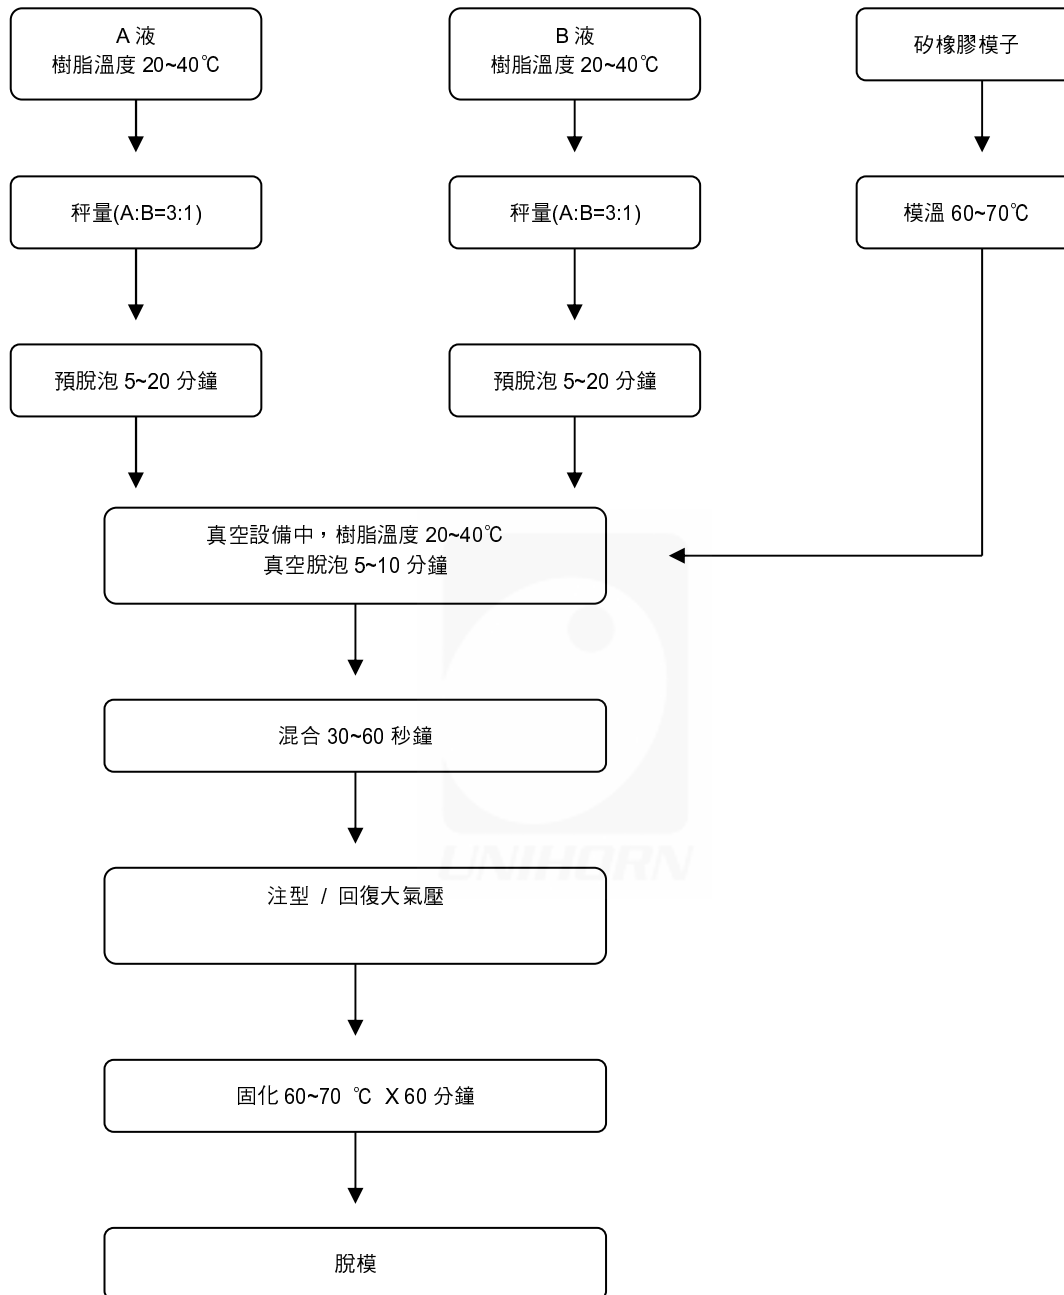 A 液
樹脂溫度 20~40℃
B 液
樹脂溫度 20~40℃
矽橡膠模子
秤量(A:B=3:1)
秤量(A:B=3:1)
模溫 60~70℃
預脫泡 5~20 分鐘
預脫泡 5~20 分鐘
真空設備中，樹脂溫度 20~40℃
真空脫泡 5~10 分鐘
混合 30~60 秒鐘
UNIHORN
注型 / 回復大氣壓
固化 60~70 ℃ X 60 分鐘
脫模